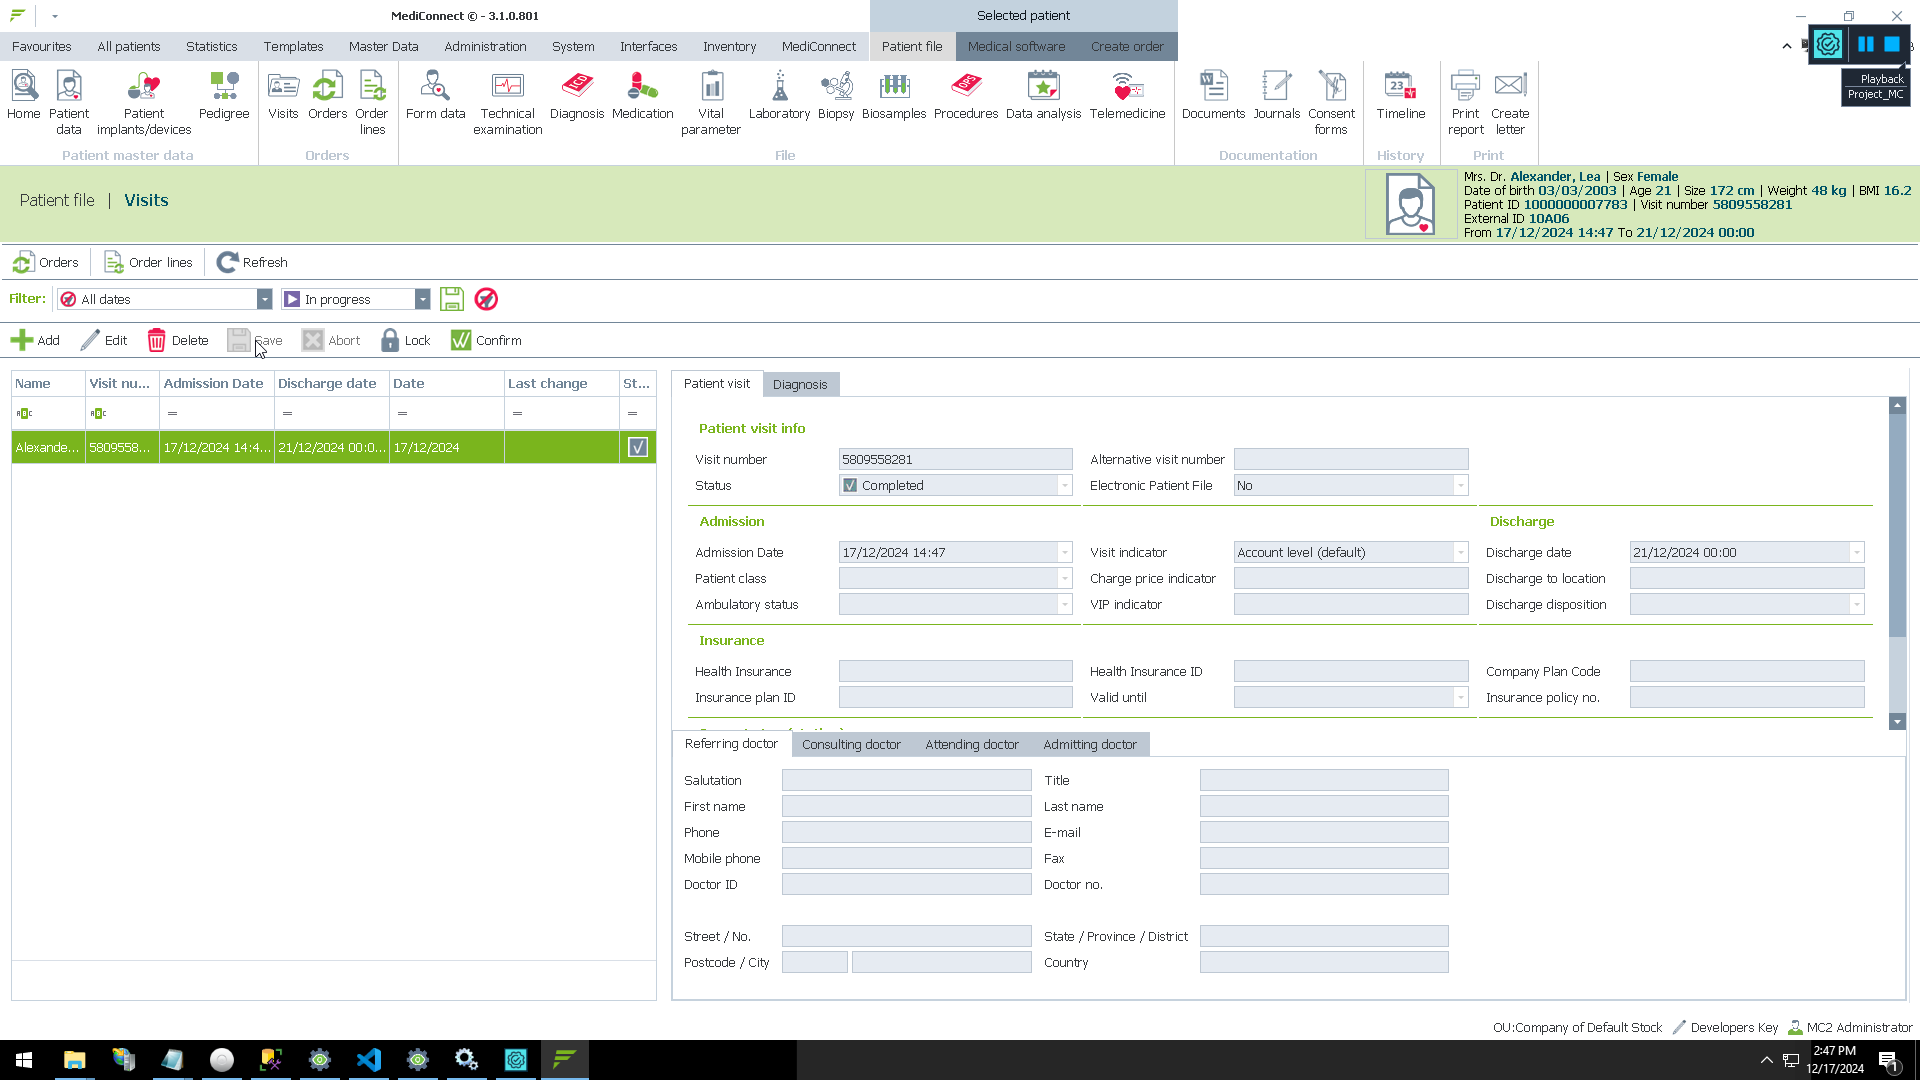 MediConnect © - 3.1.0.801
Selected patient
Favourites All patients Statistics Templates Master Data Administration System Interfaces Inventory MediConnect Patient file Medical software Create order
Playback
Project_MC
Home Patient data Patient implants/devices Pedigree Visits Orders Order lines Form data Technical examination Diagnosis Medication Vital parameter Laboratory Biopsy Biosamples Procedures Data analysis Telemedicine Documents Journals Consent forms Timeline Print report Create letter
Patient master data Orders File Documentation History Print
Patient file | Visits
Mrs. Dr. Alexander, Lea | Sex Female
Date of birth 03/03/2003 | Age 21 | Size 172 cm | Weight 48 kg | BMI 16.2
Patient ID 1000000007783 | Visit number 5809558281
External ID 10A06
From 17/12/2024 14:47 To 21/12/2024 00:00
Orders Order lines Refresh
Filter: All dates In progress
Add Edit Delete Save Abort Lock Confirm
Name Visit nu... Admission Date Discharge date Date Last change St...
Alexande... 5809558... 17/12/2024 14:4... 21/12/2024 00:0... 17/12/2024
Patient visit Diagnosis
Patient visit info
Visit number 5809558281 Alternative visit number
Status Completed Electronic Patient File No
Admission Discharge
Admission Date 17/12/2024 14:47 Visit indicator Account level (default) Discharge date 21/12/2024 00:00
Patient class Charge price indicator Discharge to location
Ambulatory status VIP indicator Discharge disposition
Insurance
Health Insurance Health Insurance ID Company Plan Code
Insurance plan ID Valid until Insurance policy no.
Referring doctor Consulting doctor Attending doctor Admitting doctor
Salutation Title
First name Last name
Phone E-mail
Mobile phone Fax
Doctor ID Doctor no.
Street / No. State / Province / District
Postcode / City Country
OU:Company of Default Stock Developers Key MC2 Administrator
2:47 PM
12/17/2024
1